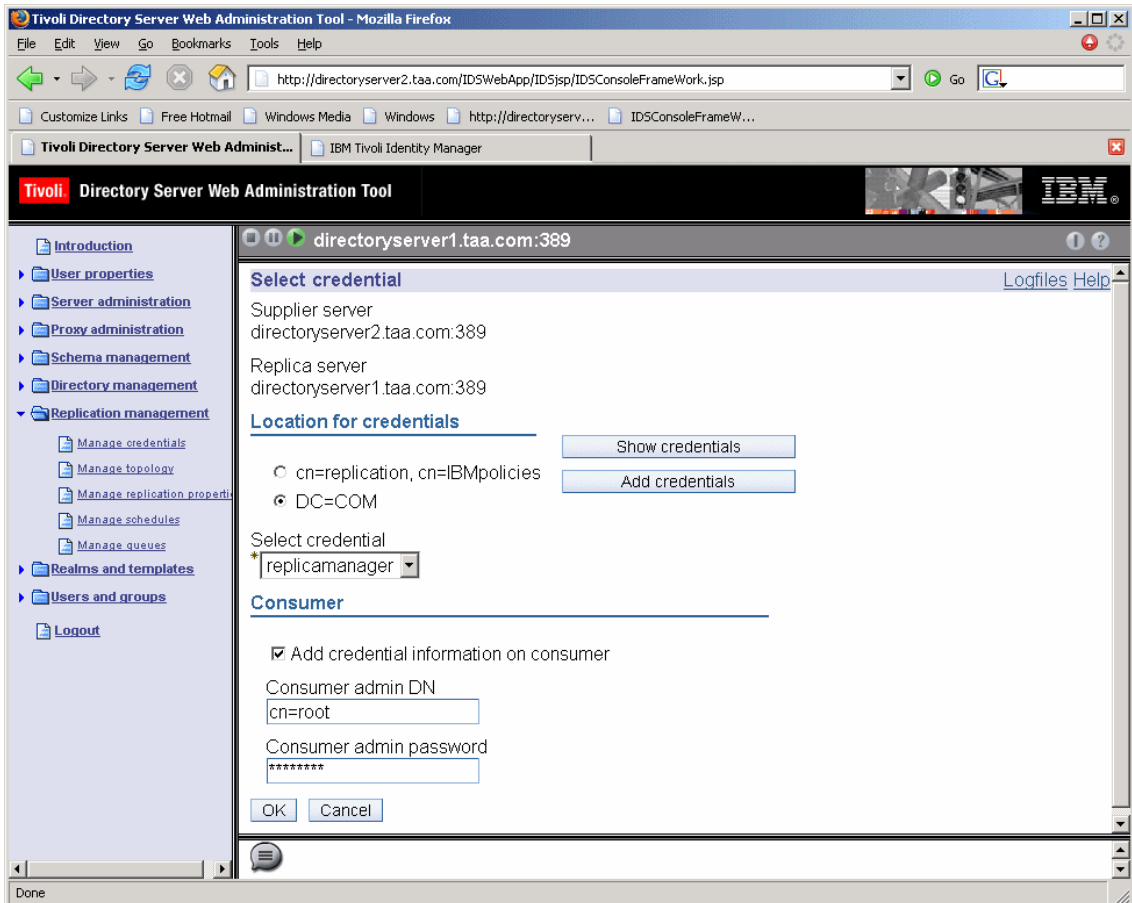 Tivoli Directory Server Web Administration Tool - Mozilla Firefox
File Edit View Go Bookmarks Tools Help
http://directoryserver2.taa.com/IDSWebApp/IDSjsp/IDSConsoleFrameWork.jsp Go G
Customize Links Free Hotmail Windows Media Windows http://directoryserv... IDSConsoleFrameW...
Tivoli Directory Server Web Administ... IBM Tivoli Identity Manager
Tivoli. Directory Server Web Administration Tool IBM®
Introduction
User properties
Server administration
Proxy administration
Schema management
Directory management
Replication management
Manage credentials
Manage topology
Manage replication properti
Manage schedules
Manage queues
Realms and templates
Users and groups
Logout
directoryserver1.taa.com:389
Select credential Logfiles Help
Supplier server
directoryserver2.taa.com:389
Replica server
directoryserver1.taa.com:389
Location for credentials
Show credentials
cn=replication, cn=IBMpolicies
Add credentials
DC=COM
Select credential
*replicamanager
Consumer
Add credential information on consumer
Consumer admin DN
cn=root
Consumer admin password
********
OK Cancel
Done